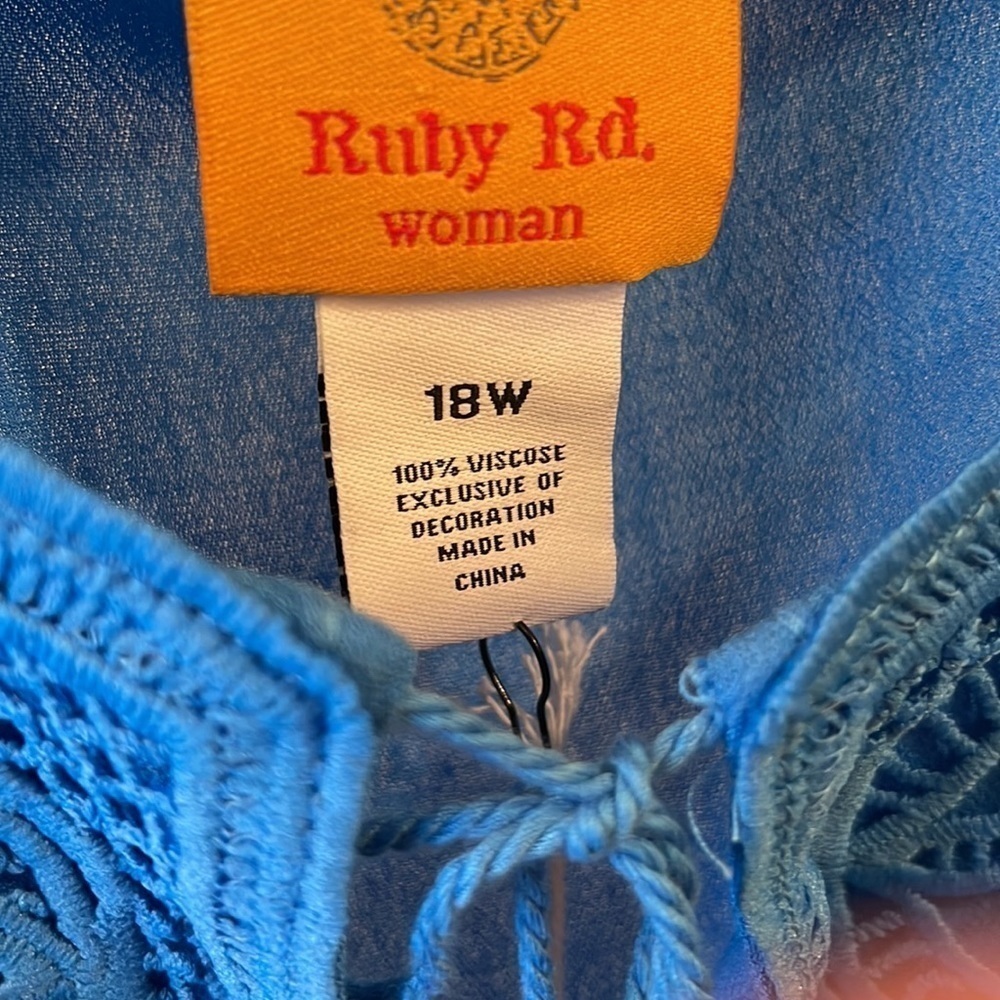 Ruby Rd.
woman
18W
100% VISCOSE
EXCLUSIVE OF
DECORATION
MADE IN
CHINA